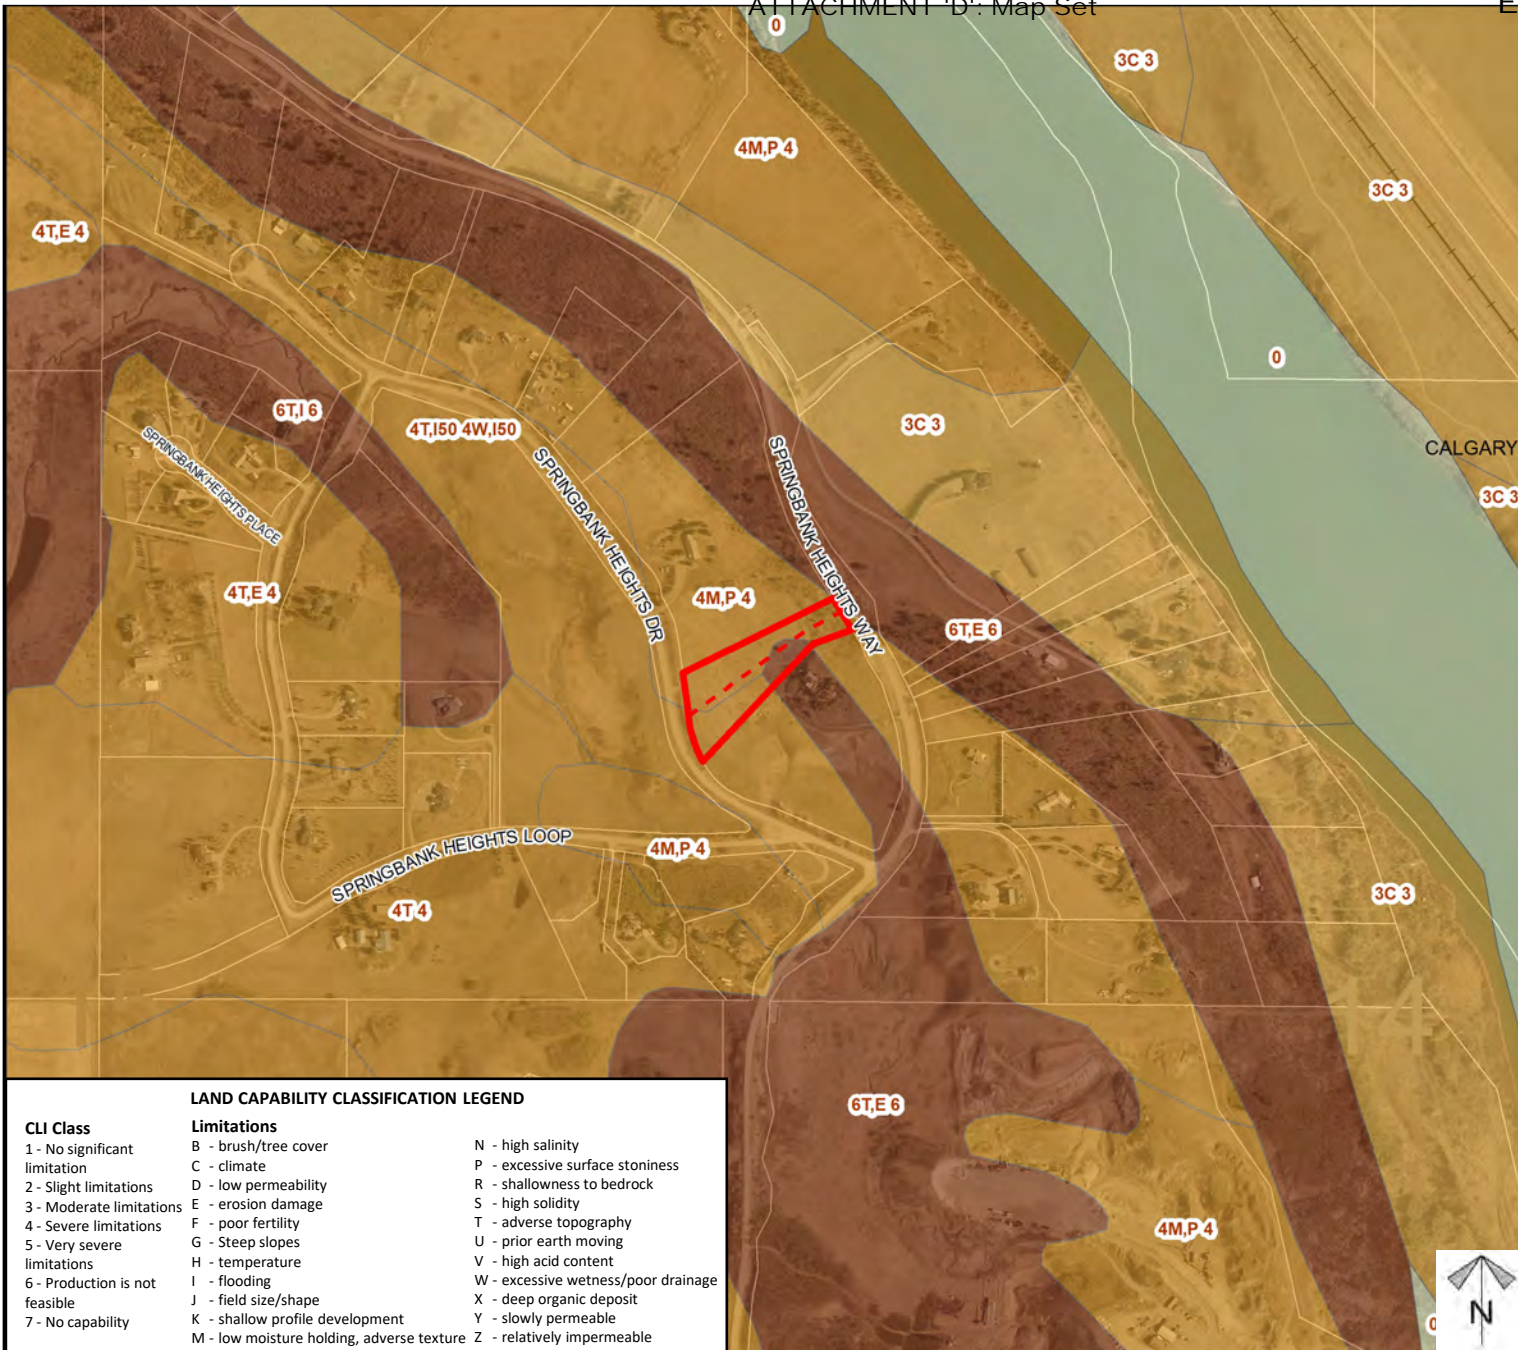 ATTACHMENT 'D': Map Set
E
0
3C 3
4M,P 4
3C 3
4T,E 4
0
6T,I 6
3C 3
4T,I50 4W,I50
CALGARY
SPRINGBANK HEIGHTS PLACE
SPRINGBANK HEIGHTS DR
SPRINGBANK HEIGHTS WAY
3C 3
4T,E 4
4M,P 4
6T,E 6
SPRINGBANK HEIGHTS LOOP
4M,P 4
3C 3
4T 4
14
6T,E 6
4M,P 4
0
N
LAND CAPABILITY CLASSIFICATION LEGEND
CLI Class
1 - No significant
limitation
2 - Slight limitations
3 - Moderate limitations
4 - Severe limitations
5 - Very severe
limitations
6 - Production is not
feasible
7 - No capability
Limitations
B - brush/tree cover
C - climate
D - low permeability
E - erosion damage
F - poor fertility
G - Steep slopes
H - temperature
I - flooding
J - field size/shape
K - shallow profile development
M - low moisture holding, adverse texture
N - high salinity
P - excessive surface stoniness
R - shallowness to bedrock
S - high solidity
T - adverse topography
U - prior earth moving
V - high acid content
W - excessive wetness/poor drainage
X - deep organic deposit
Y - slowly permeable
Z - relatively impermeable